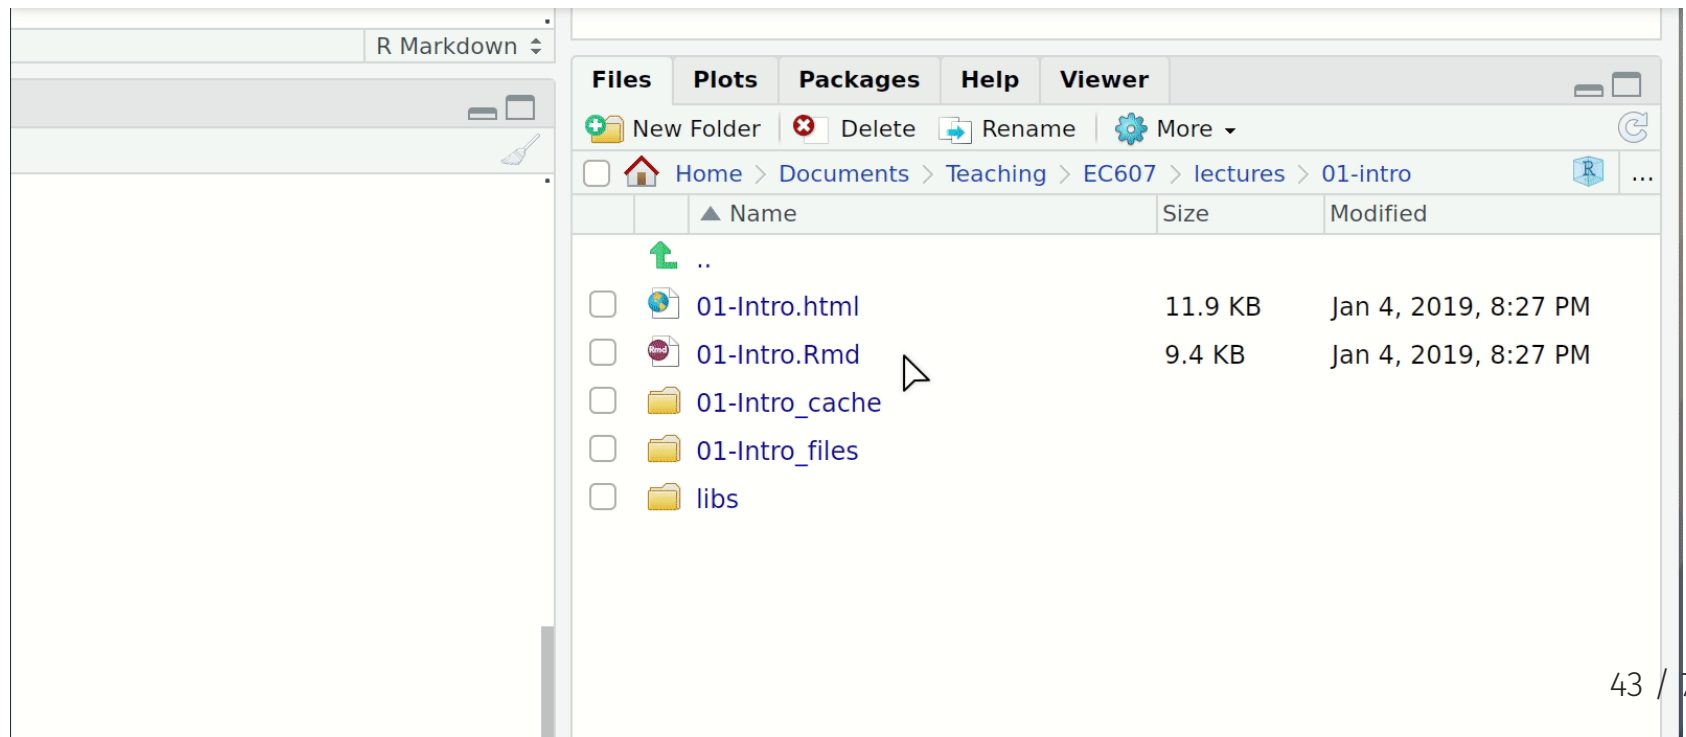 R Markdown
Files Plots Packages Help Viewer
New Folder Delete Rename More
Home > Documents > Teaching > EC607 > lectures > 01-intro R ...
Name Size Modified
..
01-Intro.html 11.9 KB Jan 4, 2019, 8:27 PM
Rmd 01-Intro.Rmd 9.4 KB Jan 4, 2019, 8:27 PM
01-Intro_cache
01-Intro_files
libs
43 /